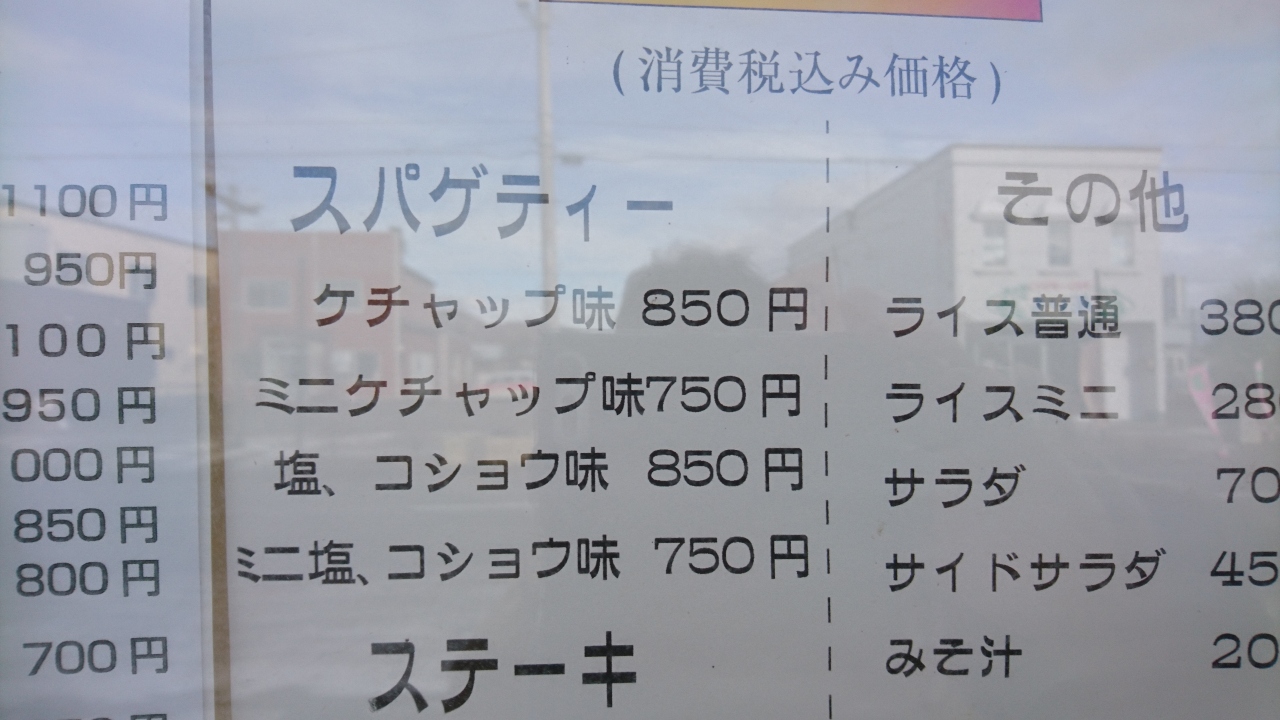 (消費税込み価格)
1100円
950円
100円
950円
000円
850円
800円
700円
スパゲティー
ケチャップ味 850円
ミニケチャップ味750円
塩、コショウ味 850円
ミニ塩、コショウ味 750円
ステーキ
その他
ライス普通 380
ライスミニ 28
サラダ 70
サイドサラダ 45
みそ汁 20